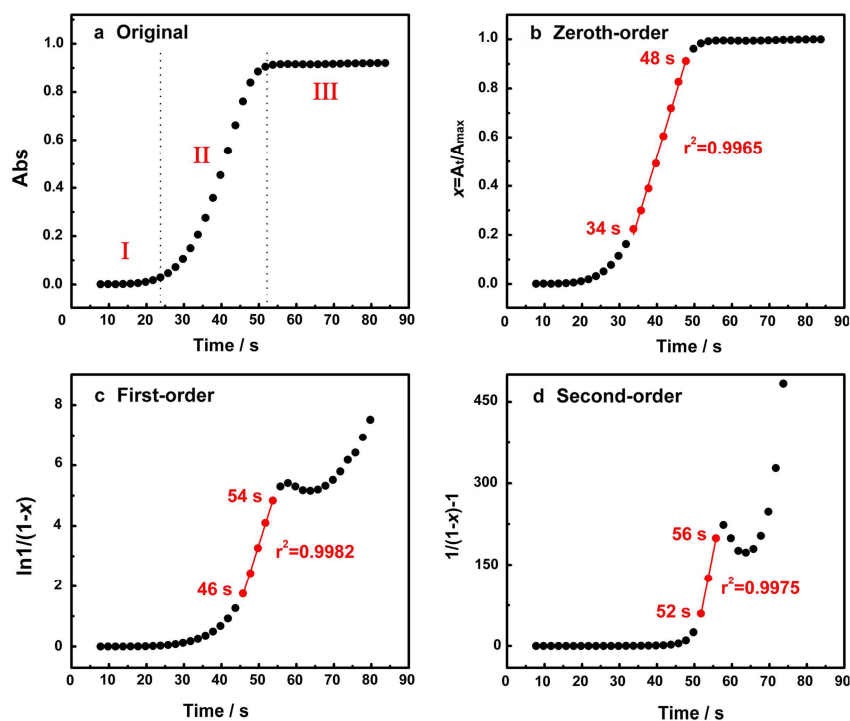 a Original
I
II
III
Abs
1.0
0.8
0.6
0.4
0.2
0.0
0 10 20 30 40 50 60 70 80 90
Time / s
b Zeroth-order
48 s
r²=0.9965
34 s
x=At/Amax
1.0
0.8
0.6
0.4
0.2
0.0
0 10 20 30 40 50 60 70 80 90
Time / s
c First-order
54 s
r²=0.9982
46 s
ln1/(1-x)
8
6
4
2
0
0 10 20 30 40 50 60 70 80 90
Time / s
d Second-order
56 s
r²=0.9975
52 s
1/(1-x)-1
450
300
150
0
0 10 20 30 40 50 60 70 80 90
Time / s